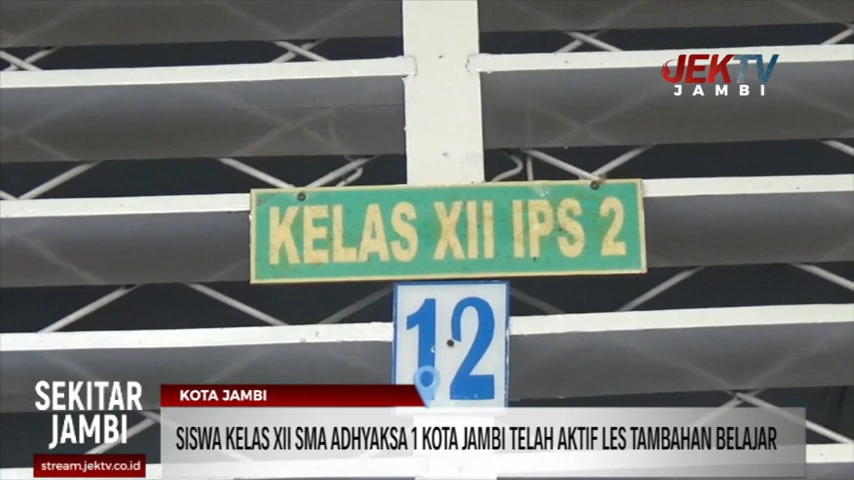 JEKTV
JAMBI
KELAS XII IPS 2
12
SEKITAR
JAMBI
stream.jektv.co.id
KOTA JAMBI
SISWA KELAS XII SMA ADHYAKSA 1 KOTA JAMBI TELAH AKTIF LES TAMBAHAN BELAJAR